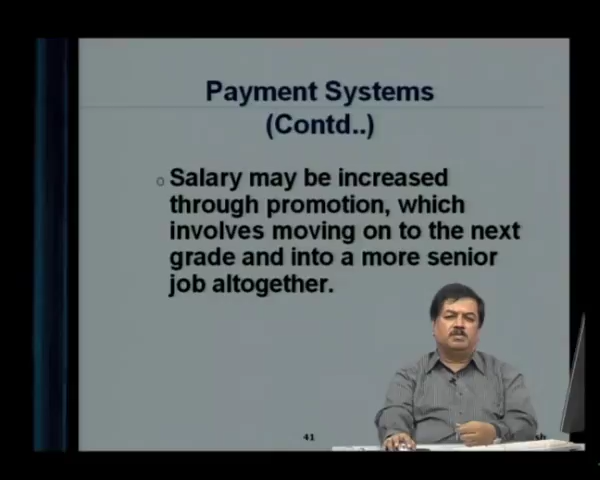 Payment Systems
(Contd..)
Salary may be increased
through promotion, which
involves moving on to the next
grade and into a more senior
job altogether.
41